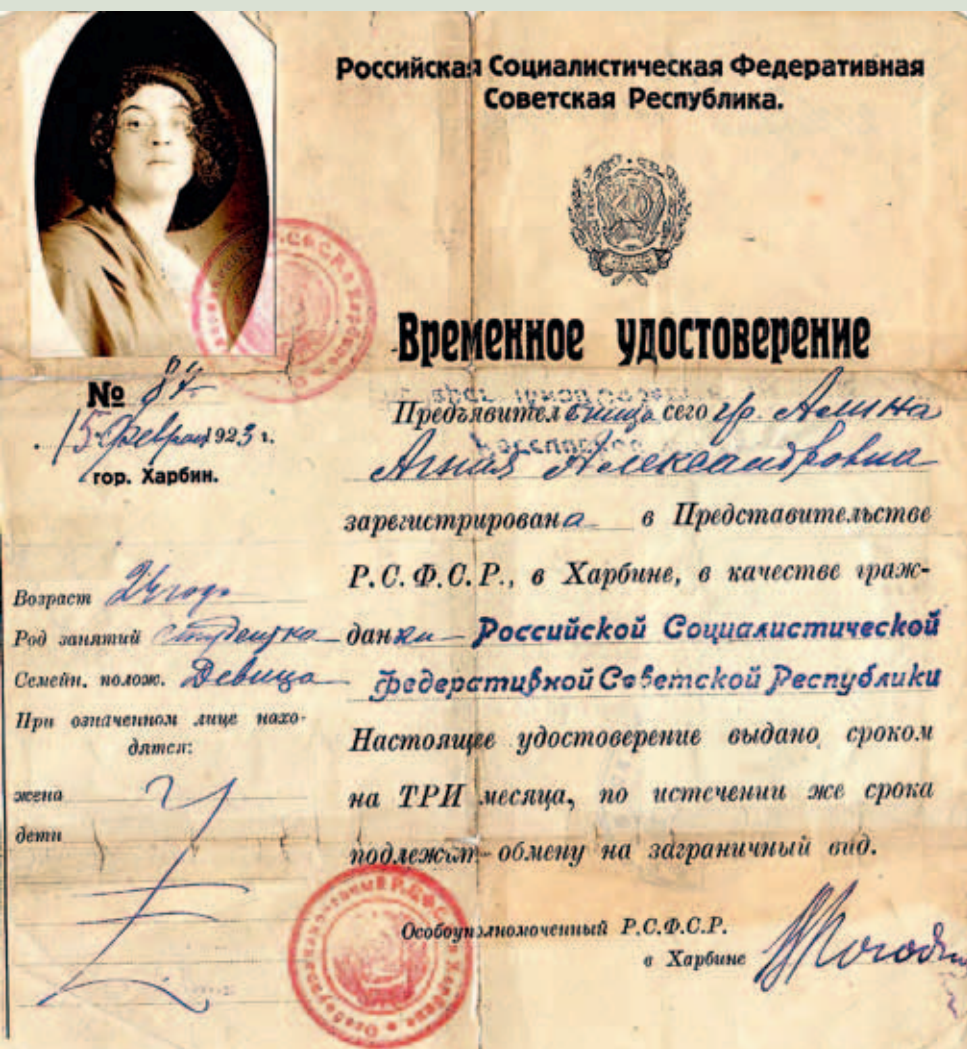 Российская Социалистическая Федеративная
Советская Республика.
Временное удостоверение
№ 84
15 февраля 1923 г.
гор. Харбин.
Предъявительница сего гр. Алина
Агния Александровна
зарегистрирована в Представительстве
Р.С.Ф.С.Р., в Харбине, в качестве граж-
данки Российской Социалистической
Федеративной Советской Республики
Настоящее удостоверение выдано, сроком
на ТРИ месяца, по истечении же срока
подлежит обмену на заграничный вид.
Особоуполномоченный Р.С.Ф.С.Р.
в Харбине
Возраст 24 года
Род занятий Студентка
Семейн. полож. Девица
При означенном лице нахо-
дятся:
жена
дети